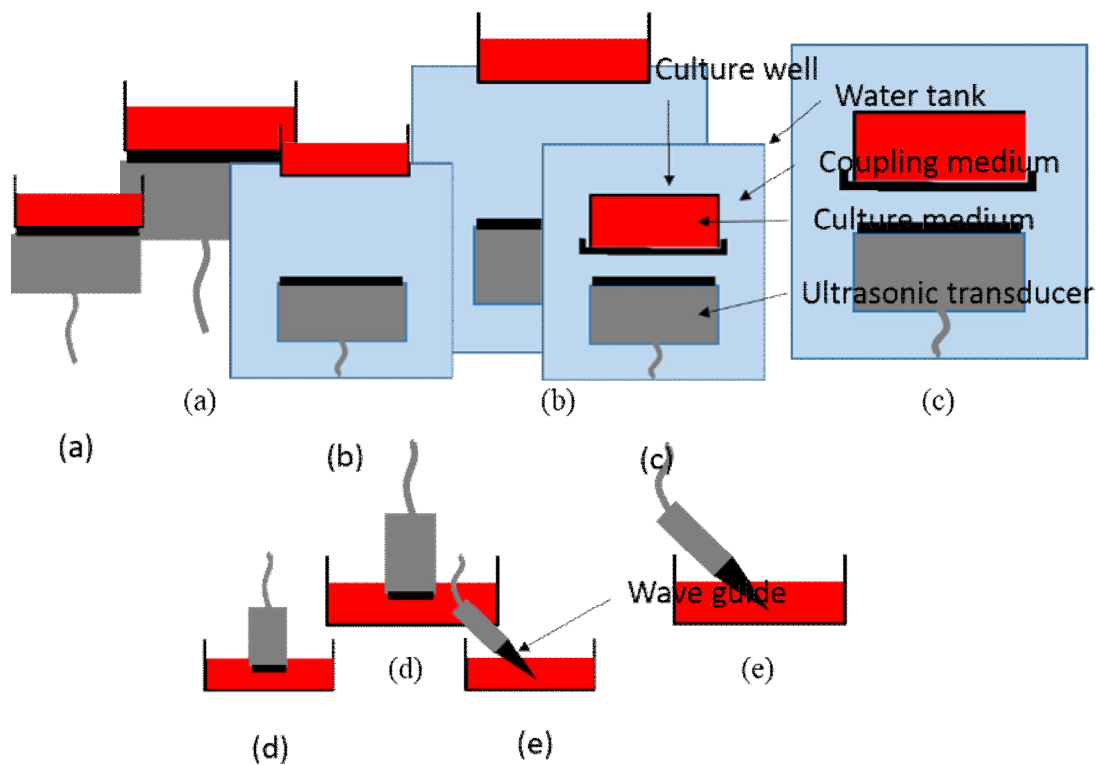 Culture well
Water tank
Coupling medium
Culture medium
Ultrasonic transducer
(a)
(b)
(c)
(a)
(b)
(c)
Wave guide
(d)
(e)
(d)
(e)